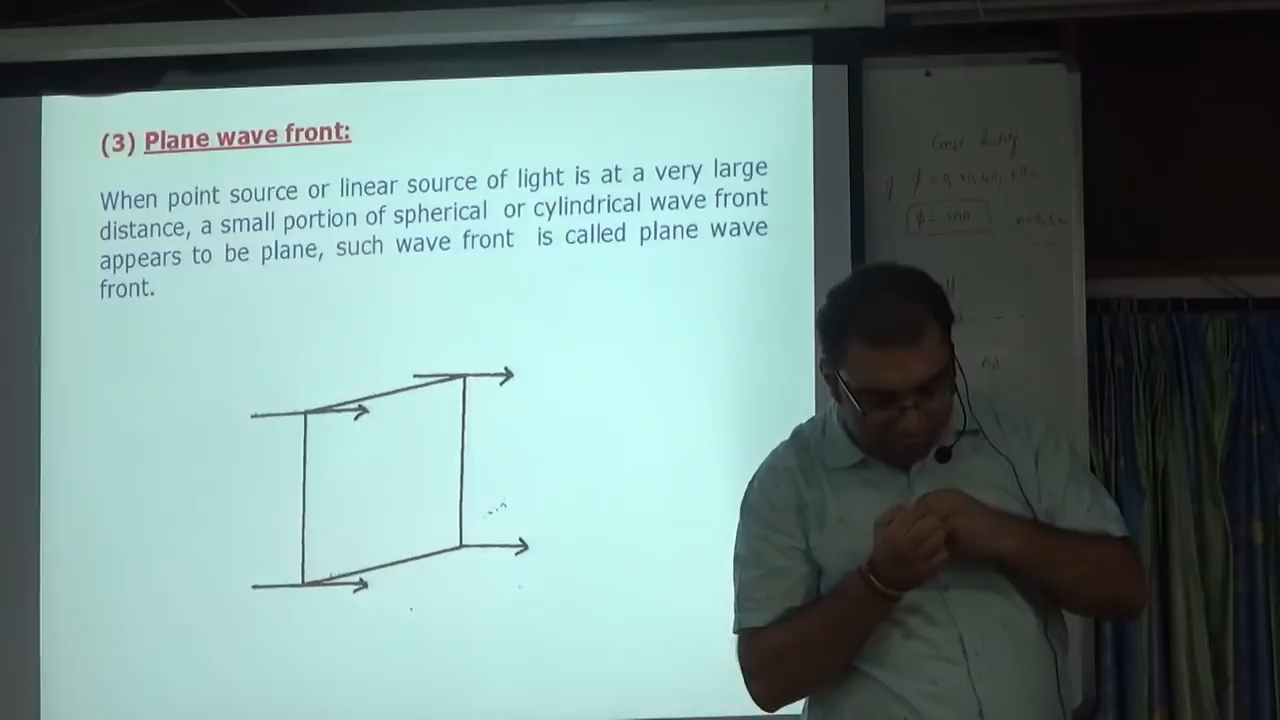 (3) Plane wave front:
When point source or linear source of light is at a very large
distance, a small portion of spherical or cylindrical wave front
appears to be plane, such wave front is called plane wave
front.